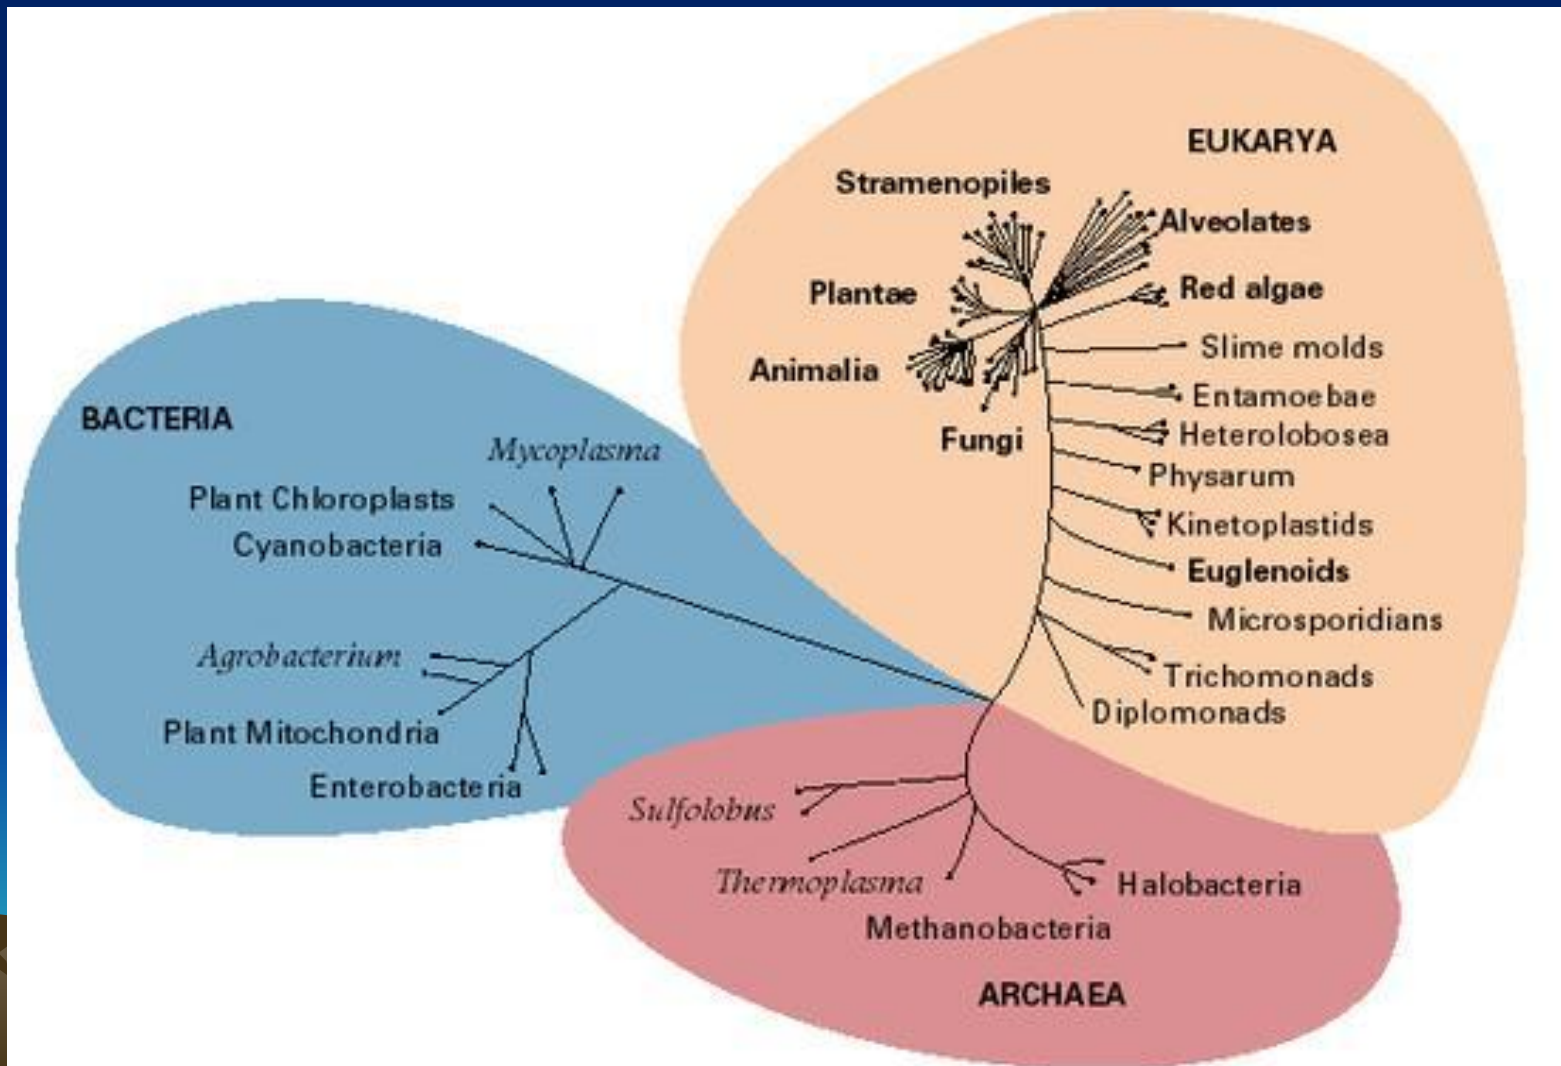 EUKARYA
Stramenopiles
Alveolates
Plantae
Red algae
Slime molds
Animalia
Entamoebae
Fungi
Heterolobosea
Physarum
Kinetoplastids
Euglenoids
Microsporidians
Trichomonads
Diplomonads
BACTERIA
Mycoplasma
Plant Chloroplasts
Cyanobacteria
Agrobacterium
Plant Mitochondria
Enterobacteria
Sulfolobus
Thermoplasma
Halobacteria
Methanobacteria
ARCHAEA